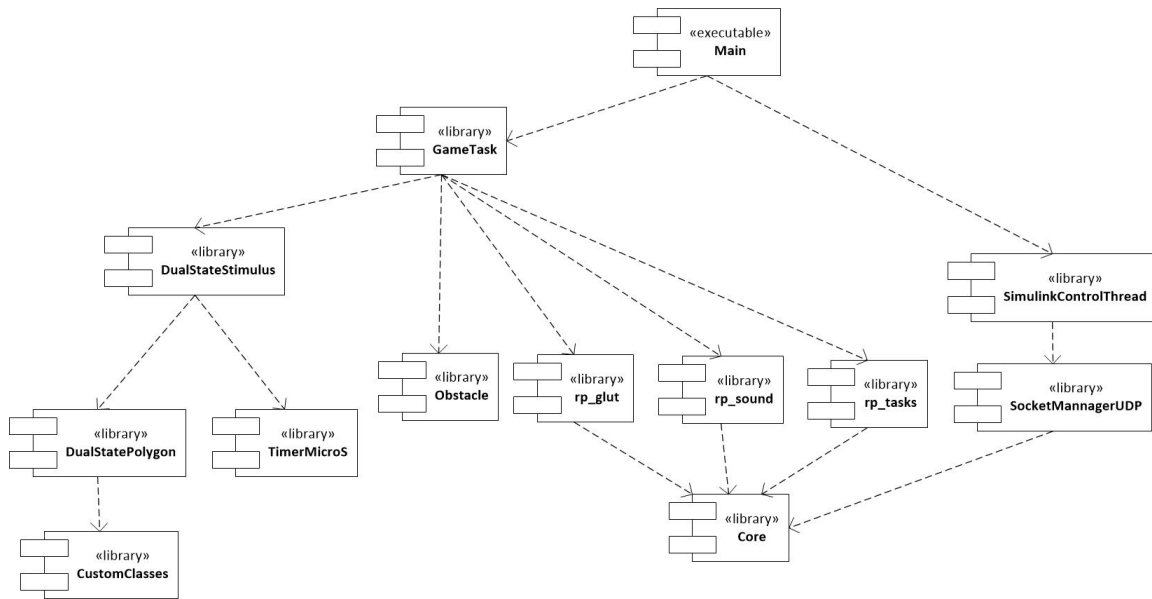 «executable»
Main
«library»
GameTask
«library»
DualStateStimulus
«library»
SimulinkControlThread
«library»
Obstacle
«library»
rp_glut
«library»
rp_sound
«library»
rp_tasks
«library»
SocketMannagerUDP
«library»
DualStatePolygon
«library»
TimerMicroS
«library»
Core
«library»
CustomClasses